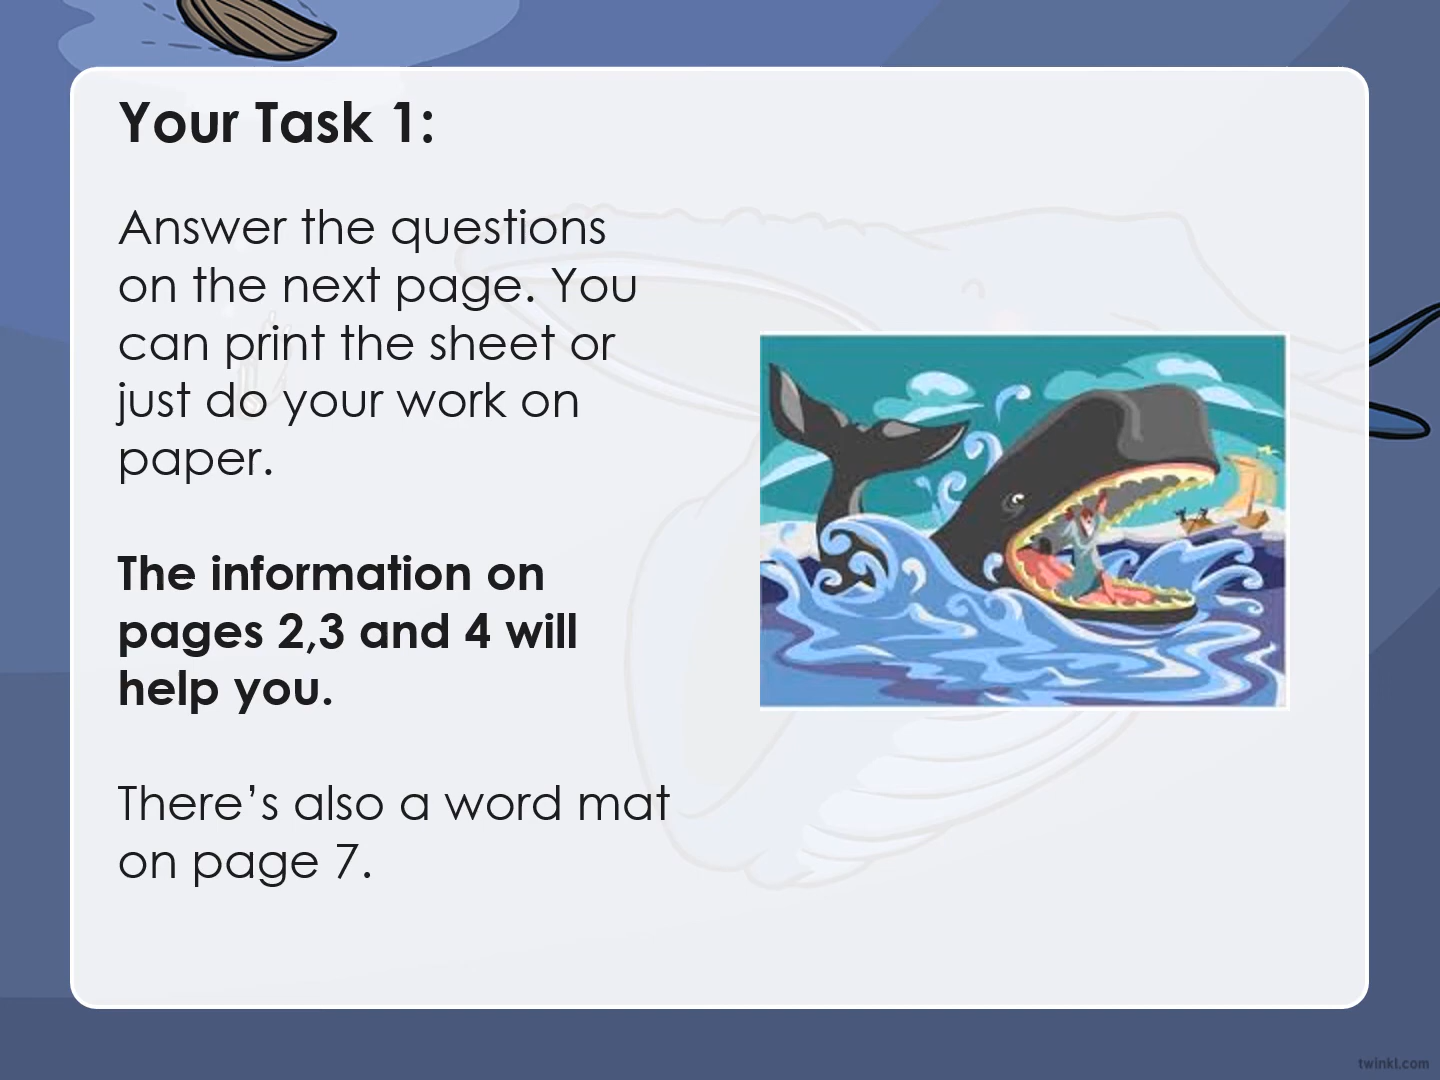 Your Task 1:
Answer the questions
on the next page. You
can print the sheet or
just do your work on
paper.
The information on
pages 2,3 and 4 will
help you.
There’s also a word mat
on page 7.
twinkl.com